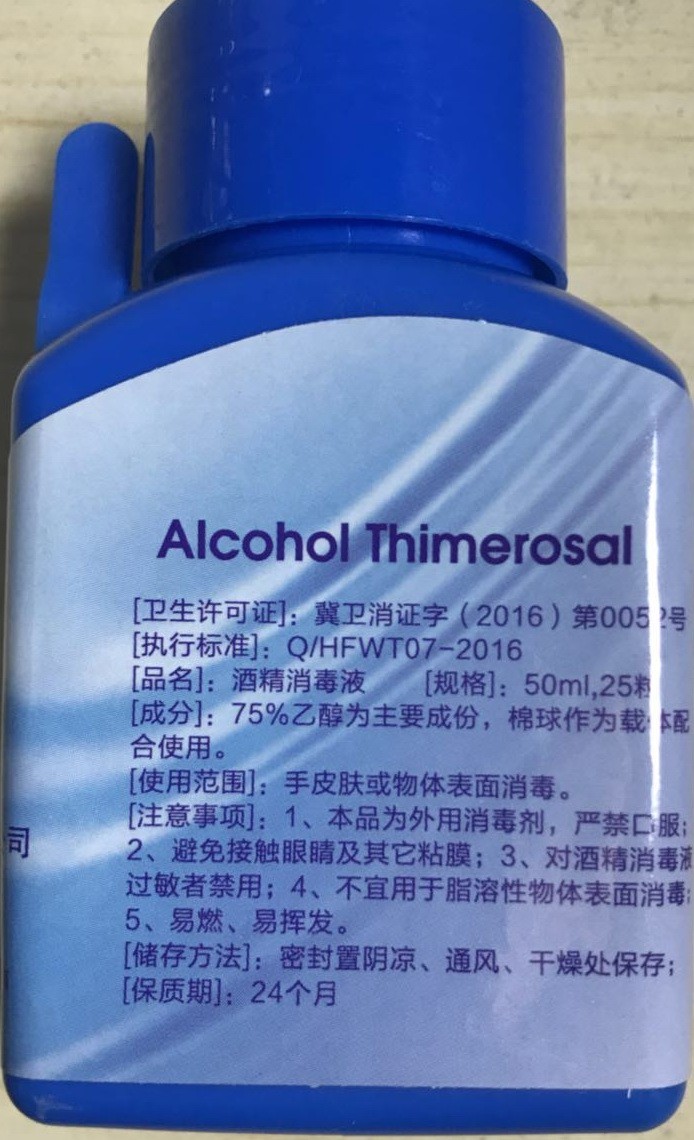 Alcohol Thimerosal
[卫生许可证]：冀卫消证字（2016）第0052号
[执行标准]：Q/HFWT07-2016
[品名]：酒精消毒液 [规格]：50ml,25粒
[成分]：75%乙醇为主要成份，棉球作为载体配
合使用。
[使用范围]：手皮肤或物体表面消毒。
[注意事项]：1、本品为外用消毒剂，严禁口服；
司
2、避免接触眼睛及其它粘膜；3、对酒精消毒液
过敏者禁用；4、不宜用于脂溶性物体表面消毒；
5、易燃、易挥发。
[储存方法]：密封置阴凉、通风、干燥处保存；
[保质期]：24个月